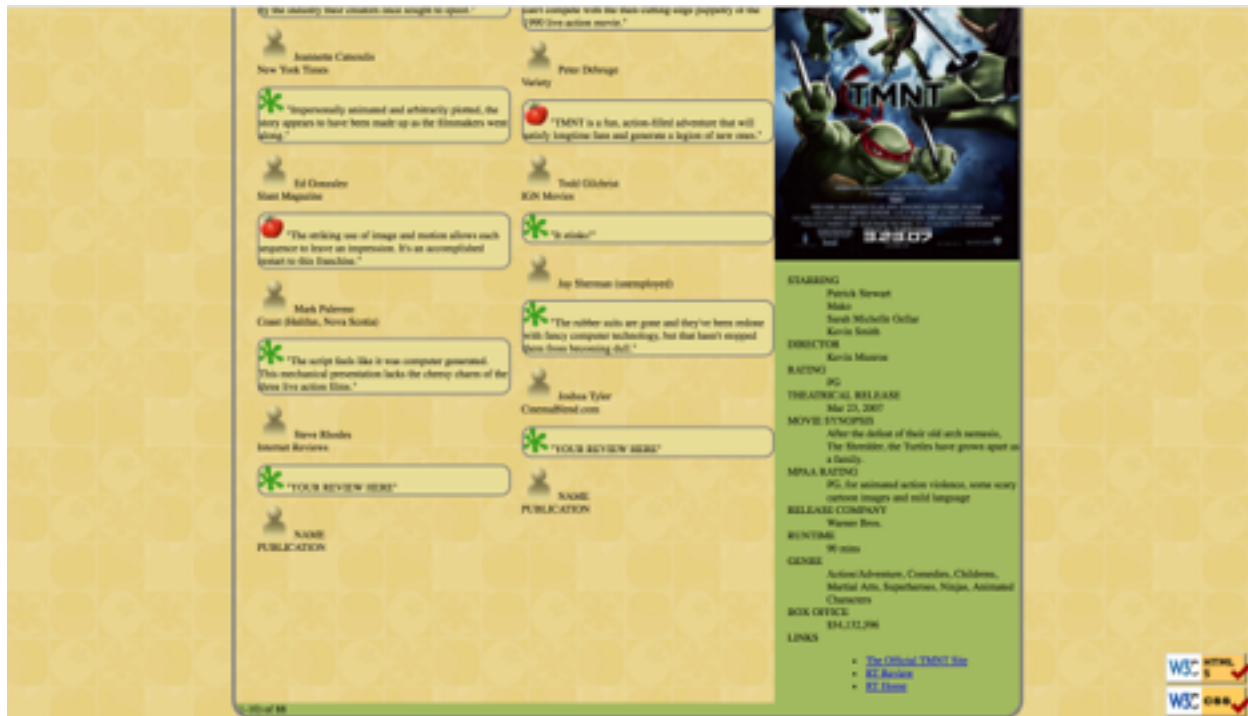 by the industry their creators once sought to spoof."
Jeannette Catsoulis
New York Times
"Impersonally animated and arbitrarily plotted, the
story appears to have been made up as the filmmakers went
along."
Ed Gonzalez
Slant Magazine
"The striking use of image and motion allows each
sequence to leave an impression. It's an accomplished
restart to this franchise."
Mark Palermo
Coast (Halifax, Nova Scotia)
"The script feels like it was computer generated.
This mechanical presentation lacks the cheesy charm of the
three live action films."
Steve Rhodes
Internet Reviews
"YOUR REVIEW HERE"
NAME
PUBLICATION
can't compete with the then-cutting edge puppetry of the
1990 live action movie."
Peter Debruge
Variety
"TMNT is a fun, action-filled adventure that will
satisfy longtime fans and generate a legion of new ones."
Todd Gilchrist
IGN Movies
"It stinks!"
Jay Sherman (unemployed)
"The rubber suits are gone and they've been redone
with fancy computer technology, but that hasn't stopped
them from becoming dull."
Joshua Tyler
CinemaBlend.com
"YOUR REVIEW HERE"
NAME
PUBLICATION
TMNT
3.23.07
STARRING
Patrick Stewart
Mako
Sarah Michelle Gellar
Kevin Smith
DIRECTOR
Kevin Munroe
RATING
PG
THEATRICAL RELEASE
Mar 23, 2007
MOVIE SYNOPSIS
After the defeat of their old arch nemesis,
The Shredder, the Turtles have grown apart as
a family.
MPAA RATING
PG, for animated action violence, some scary
cartoon images and mild language
RELEASE COMPANY
Warner Bros.
RUNTIME
90 mins
GENRE
Action/Adventure, Comedies, Childrens,
Martial Arts, Superheroes, Ninjas, Animated
Characters
BOX OFFICE
$54,132,596
LINKS
The Official TMNT Site
RT Review
RT Home
(1-10) of 88
W3C HTML
5
W3C css